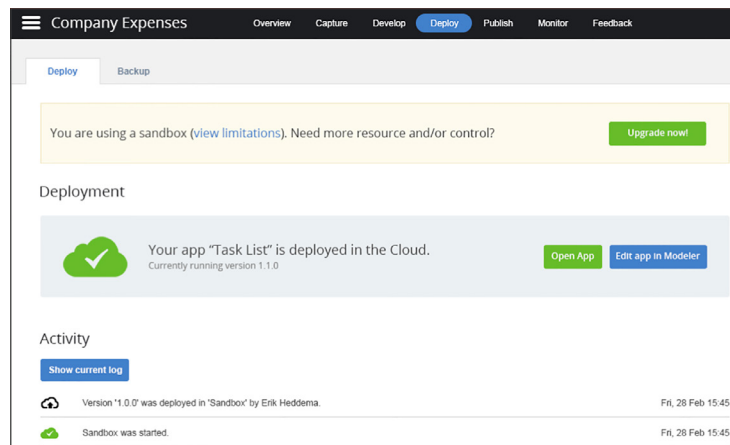 Company Expenses
Overview Capture Develop Deploy Publish Monitor Feedback
Deploy Backup
You are using a sandbox (view limitations). Need more resource and/or control?
Upgrade now!
Deployment
Your app “Task List” is deployed in the Cloud.
Currently running version 1.1.0
Open App Edit app in Modeler
Activity
Show current log
Version '1.0.0' was deployed in 'Sandbox' by Erik Heddema. Fri, 28 Feb 15:45
Sandbox was started. Fri, 28 Feb 15:45